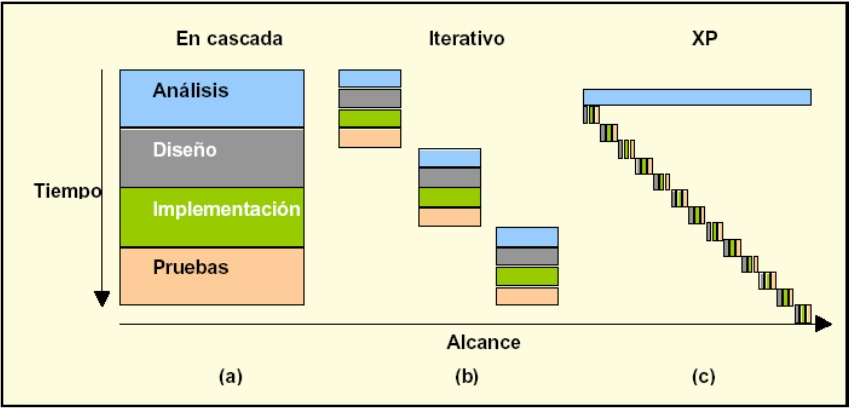 En cascada Iterativo XP
Análisis
Diseño
Tiempo
Implementación
Pruebas
Alcance
(a) (b) (c)